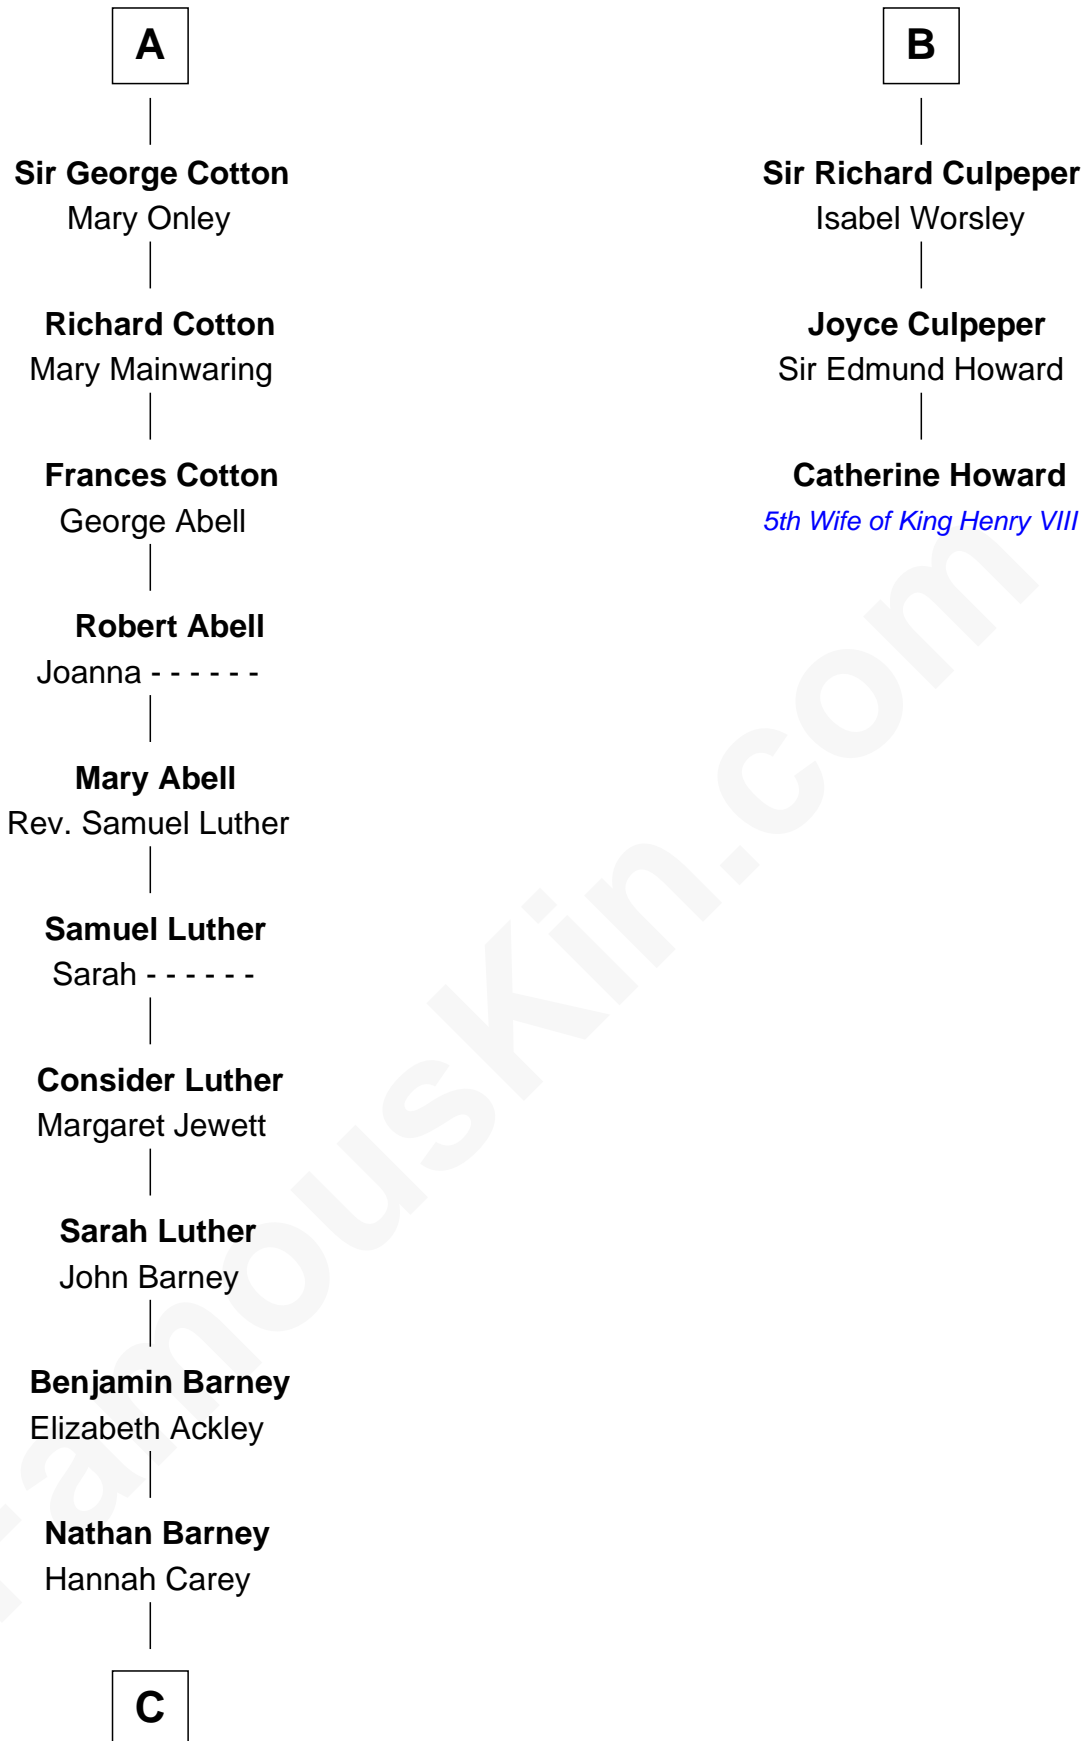 A
Sir George Cotton
Mary Onley
Richard Cotton
Mary Mainwaring
Frances Cotton
George Abell
Robert Abell
Joanna - - - - - -
Mary Abell
Rev. Samuel Luther
Samuel Luther
Sarah - - - - - -
Consider Luther
Margaret Jewett
Sarah Luther
John Barney
Benjamin Barney
Elizabeth Ackley
Nathan Barney
Hannah Carey
C
B
Sir Richard Culpeper
Isabel Worsley
Joyce Culpeper
Sir Edmund Howard
Catherine Howard
5th Wife of King Henry VIII
FamousKin.com